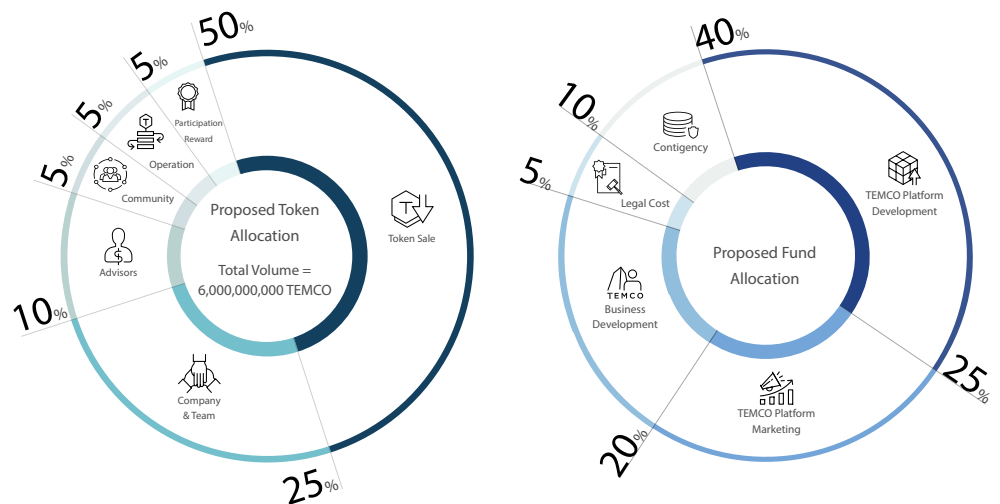 50%
5%
5%
5%
10%
25%
Participation
Reward
Operation
Community
Advisors
Company
& Team
Token Sale
T
T
Proposed Token
Allocation
Total Volume =
6,000,000,000 TEMCO
40%
10%
5%
20%
25%
Contigency
Legal Cost
TEMCO
Business
Development
TEMCO Platform
Marketing
TEMCO Platform
Development
Proposed Fund
Allocation